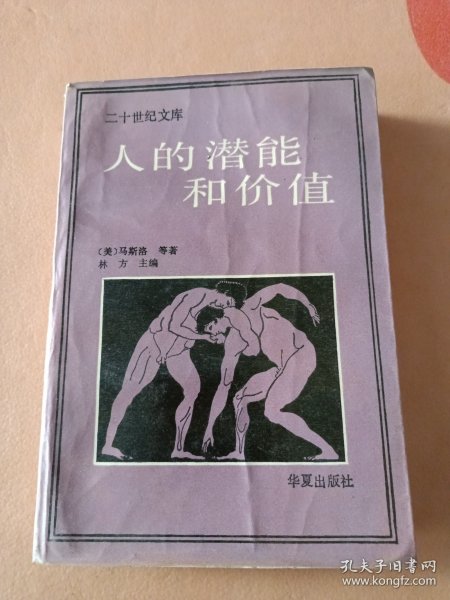 二十世纪文库
人的潜能
和价值
〔美〕马斯洛 等著
林 方 主编
华夏出版社
孔夫子旧书网
www.kongfz.com